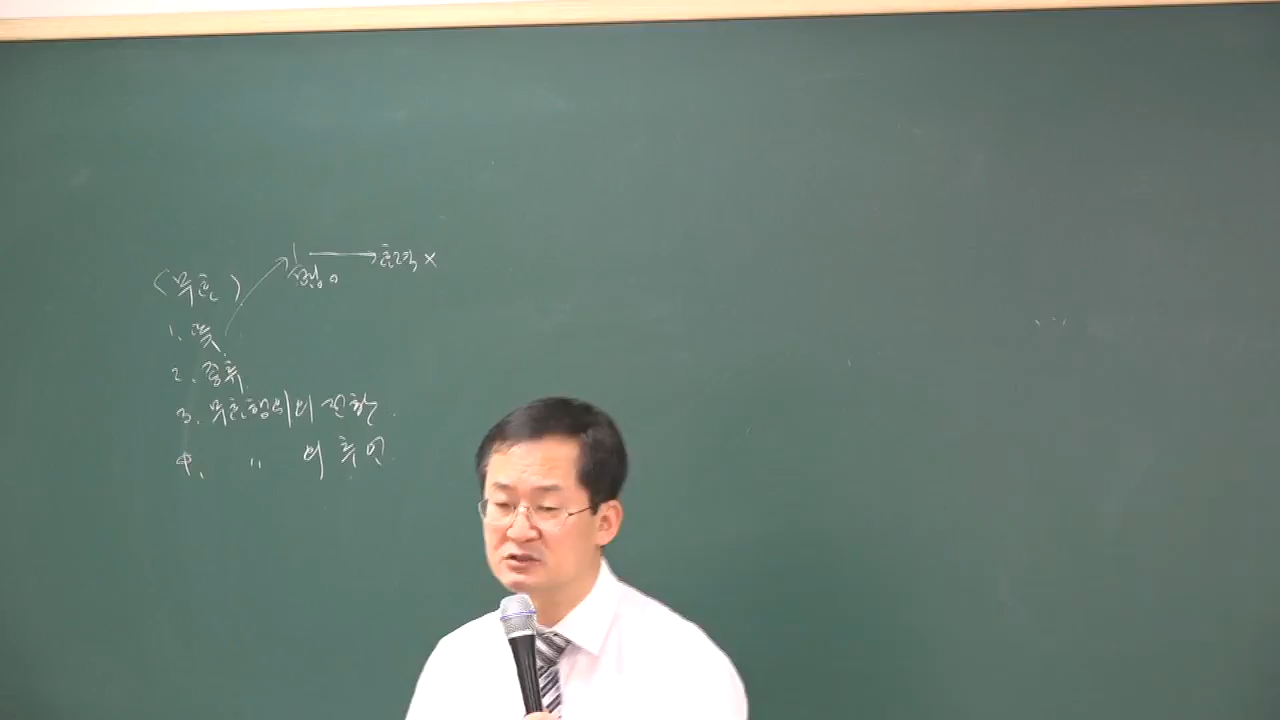 성립 → 효력 ×
<무효>
1. 뜻
2. 종류
3. 무효행위의 전환
4. 〃 의 추인